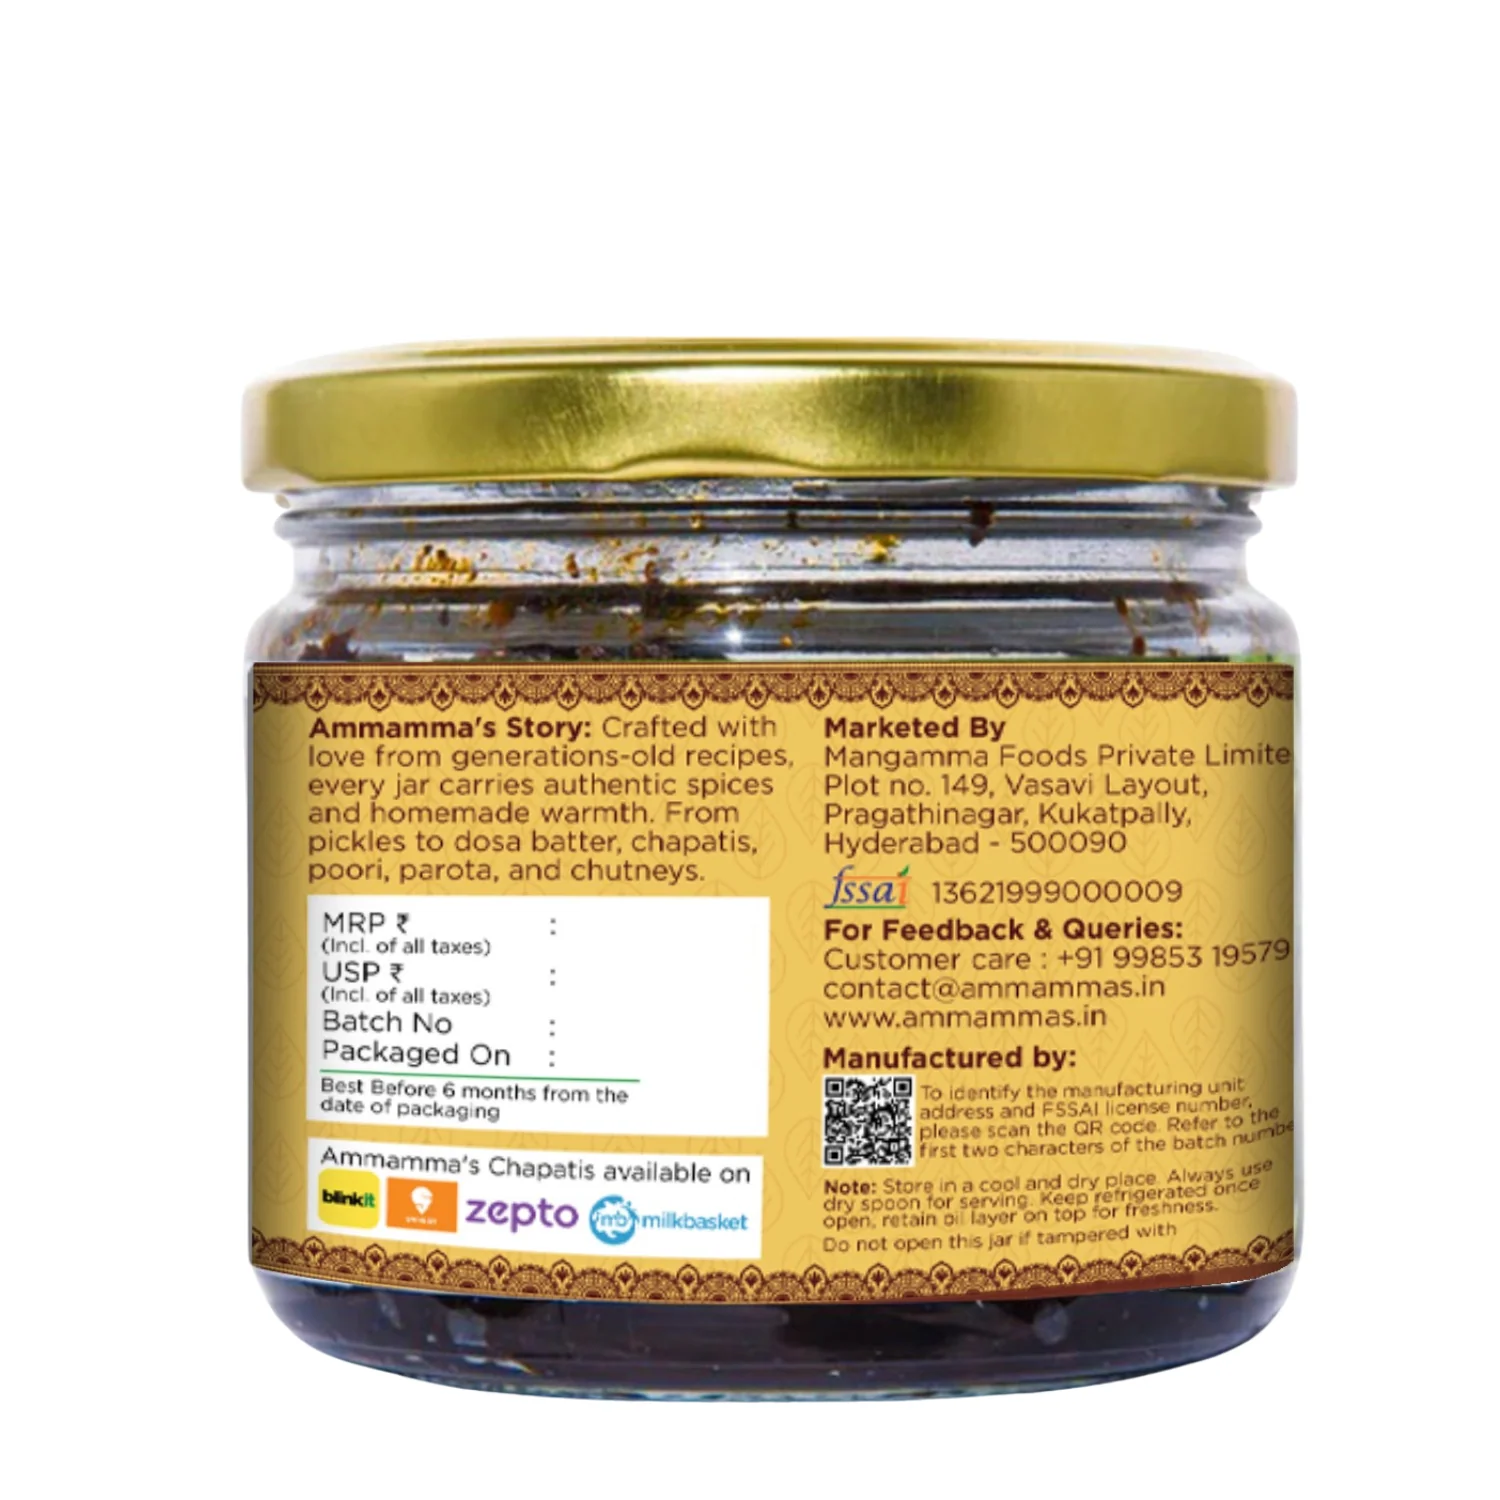 Ammamma's Story: Crafted with
love from generations-old recipes,
every jar carries authentic spices
and homemade warmth. From
pickles to dosa batter, chapatis,
poori, parota, and chutneys.
MRP ₹ :
(Incl. of all taxes)
USP ₹ :
(Incl. of all taxes)
Batch No :
Packaged On :
Best Before 6 months from the
date of packaging
Ammamma's Chapatis available on
blinkit
zepto
mb milkbasket
Marketed By
Mangamma Foods Private Limite
Plot no. 149, Vasavi Layout,
Pragathinagar, Kukatpally,
Hyderabad - 500090
fssai 13621999000009
For Feedback & Queries:
Customer care : +91 99853 19579
contact@ammammas.in
www.ammammas.in
Manufactured by:
To identify the manufacturing unit
address and FSSAI license number,
please scan the QR code. Refer to the
first two characters of the batch numbe
Note: Store in a cool and dry place. Always use
dry spoon for serving. Keep refrigerated once
open, retain oil layer on top for freshness.
Do not open this jar if tampered with